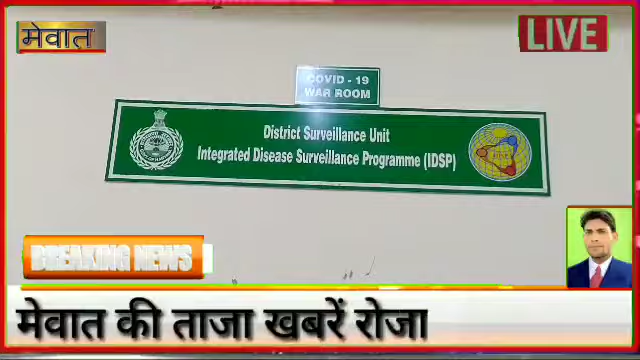 मेवात
LIVE
COVID - 19
WAR ROOM
District Surveillance Unit
Integrated Disease Surveillance Programme (IDSP)
BREAKING NEWS
मेवात की ताजा खबरें रोजा